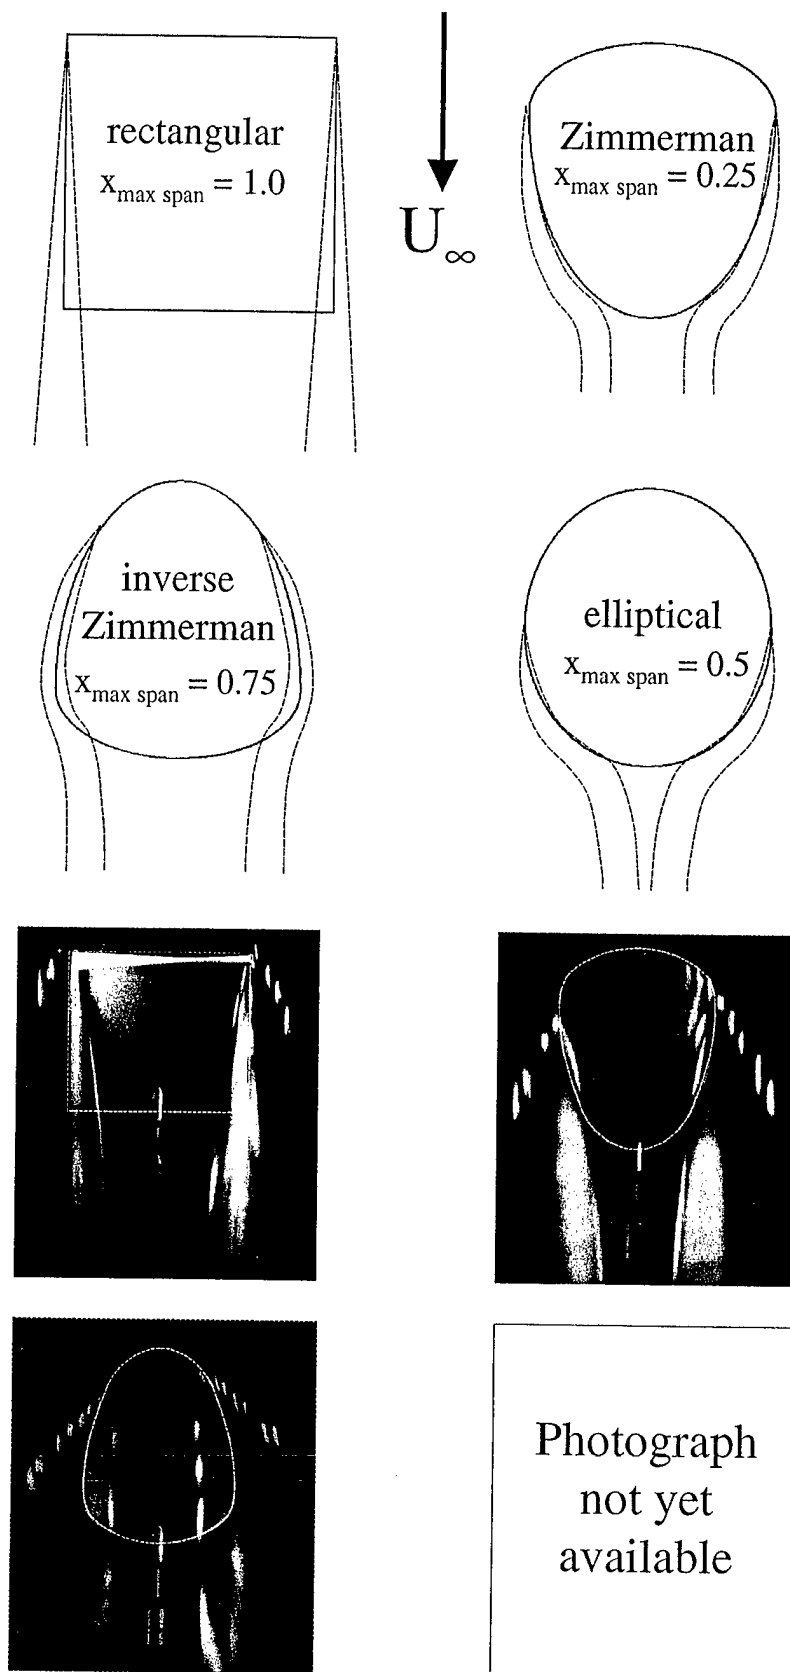 rectangular
x_max span = 1.0
U_∞
Zimmerman
x_max span = 0.25
inverse
Zimmerman
x_max span = 0.75
elliptical
x_max span = 0.5
Photograph
not yet
available